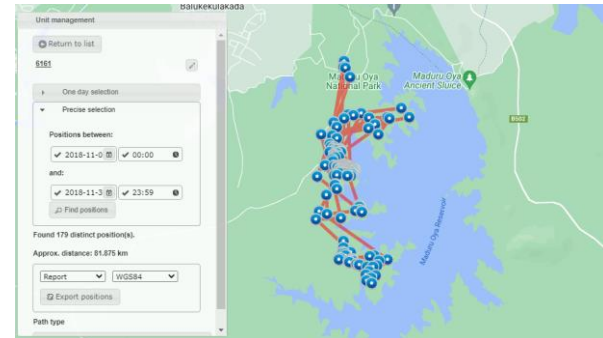 Unit management
Return to list
6161
One day selection
Precise selection
Positions between:
2018-11-0
00:00
and:
2018-11-3
23:59
Find positions
Found 179 distinct position(s).
Approx. distance: 81.875 km
Report
WGS84
Export positions
Path type
Balukekulakada
Maduru Oya
National Park
Maduru Oya
Ancient Sluice
B502
Maduru Oya Reservoir